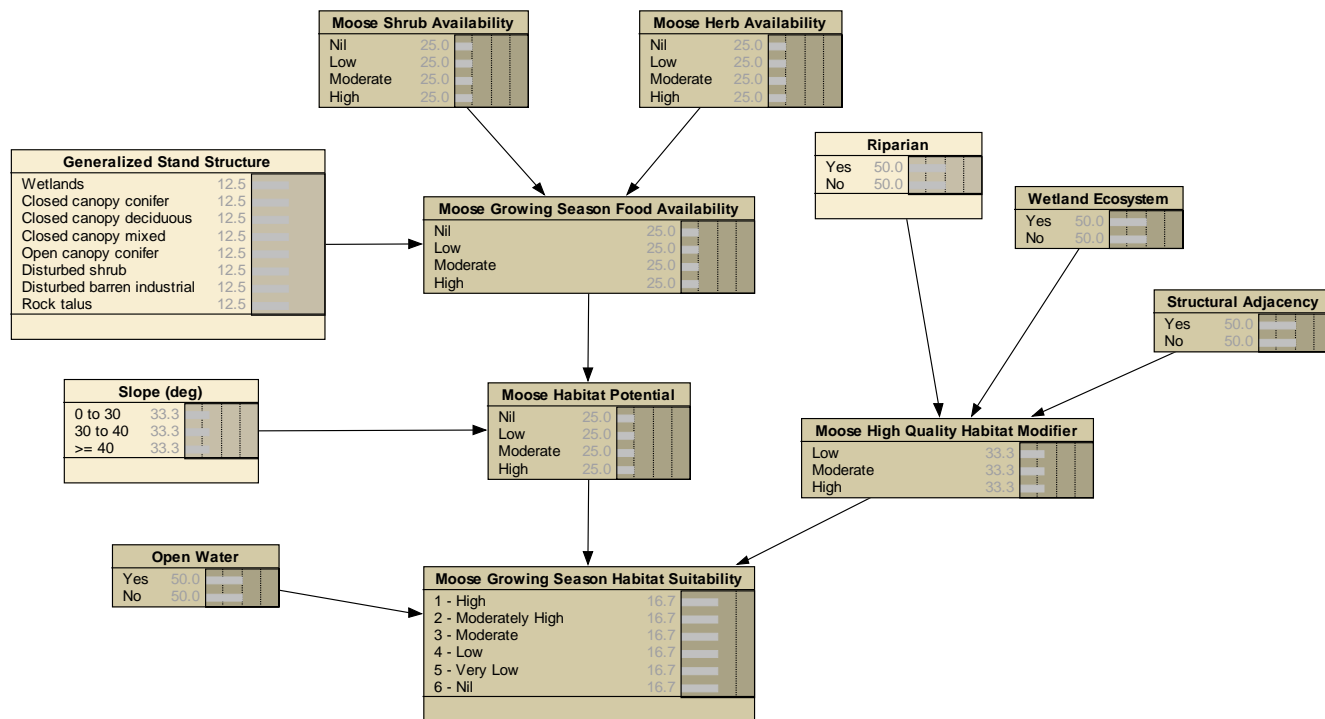 Moose Shrub Availability
Nil 25.0
Low 25.0
Moderate 25.0
High 25.0
Moose Herb Availability
Nil 25.0
Low 25.0
Moderate 25.0
High 25.0
Generalized Stand Structure
Wetlands 12.5
Closed canopy conifer 12.5
Closed canopy deciduous 12.5
Closed canopy mixed 12.5
Open canopy conifer 12.5
Disturbed shrub 12.5
Disturbed barren industrial 12.5
Rock talus 12.5
Moose Growing Season Food Availability
Nil 25.0
Low 25.0
Moderate 25.0
High 25.0
Riparian
Yes 50.0
No 50.0
Wetland Ecosystem
Yes 50.0
No 50.0
Structural Adjacency
Yes 50.0
No 50.0
Slope (deg)
0 to 30 33.3
30 to 40 33.3
>= 40 33.3
Moose Habitat Potential
Nil 25.0
Low 25.0
Moderate 25.0
High 25.0
Moose High Quality Habitat Modifier
Low 33.3
Moderate 33.3
High 33.3
Open Water
Yes 50.0
No 50.0
Moose Growing Season Habitat Suitability
1 - High 16.7
2 - Moderately High 16.7
3 - Moderate 16.7
4 - Low 16.7
5 - Very Low 16.7
6 - Nil 16.7